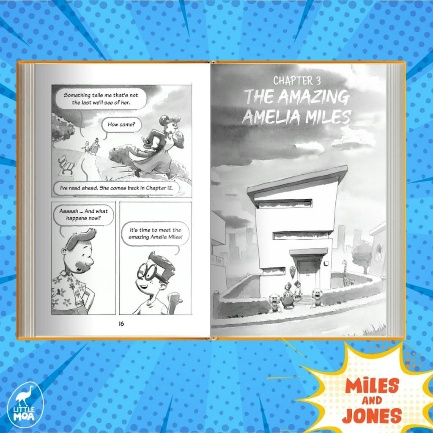 Something tells me that's not
the last we'll see of her.
How come?
I've read ahead. She comes back in Chapter 12.
Aaaaah ... And what
happens now?
It's time to meet the
amazing Amelia Miles!
16
CHAPTER 3
THE AMAZING
AMELIA MILES
LITTLE
MOA
MILES
AND
JONES